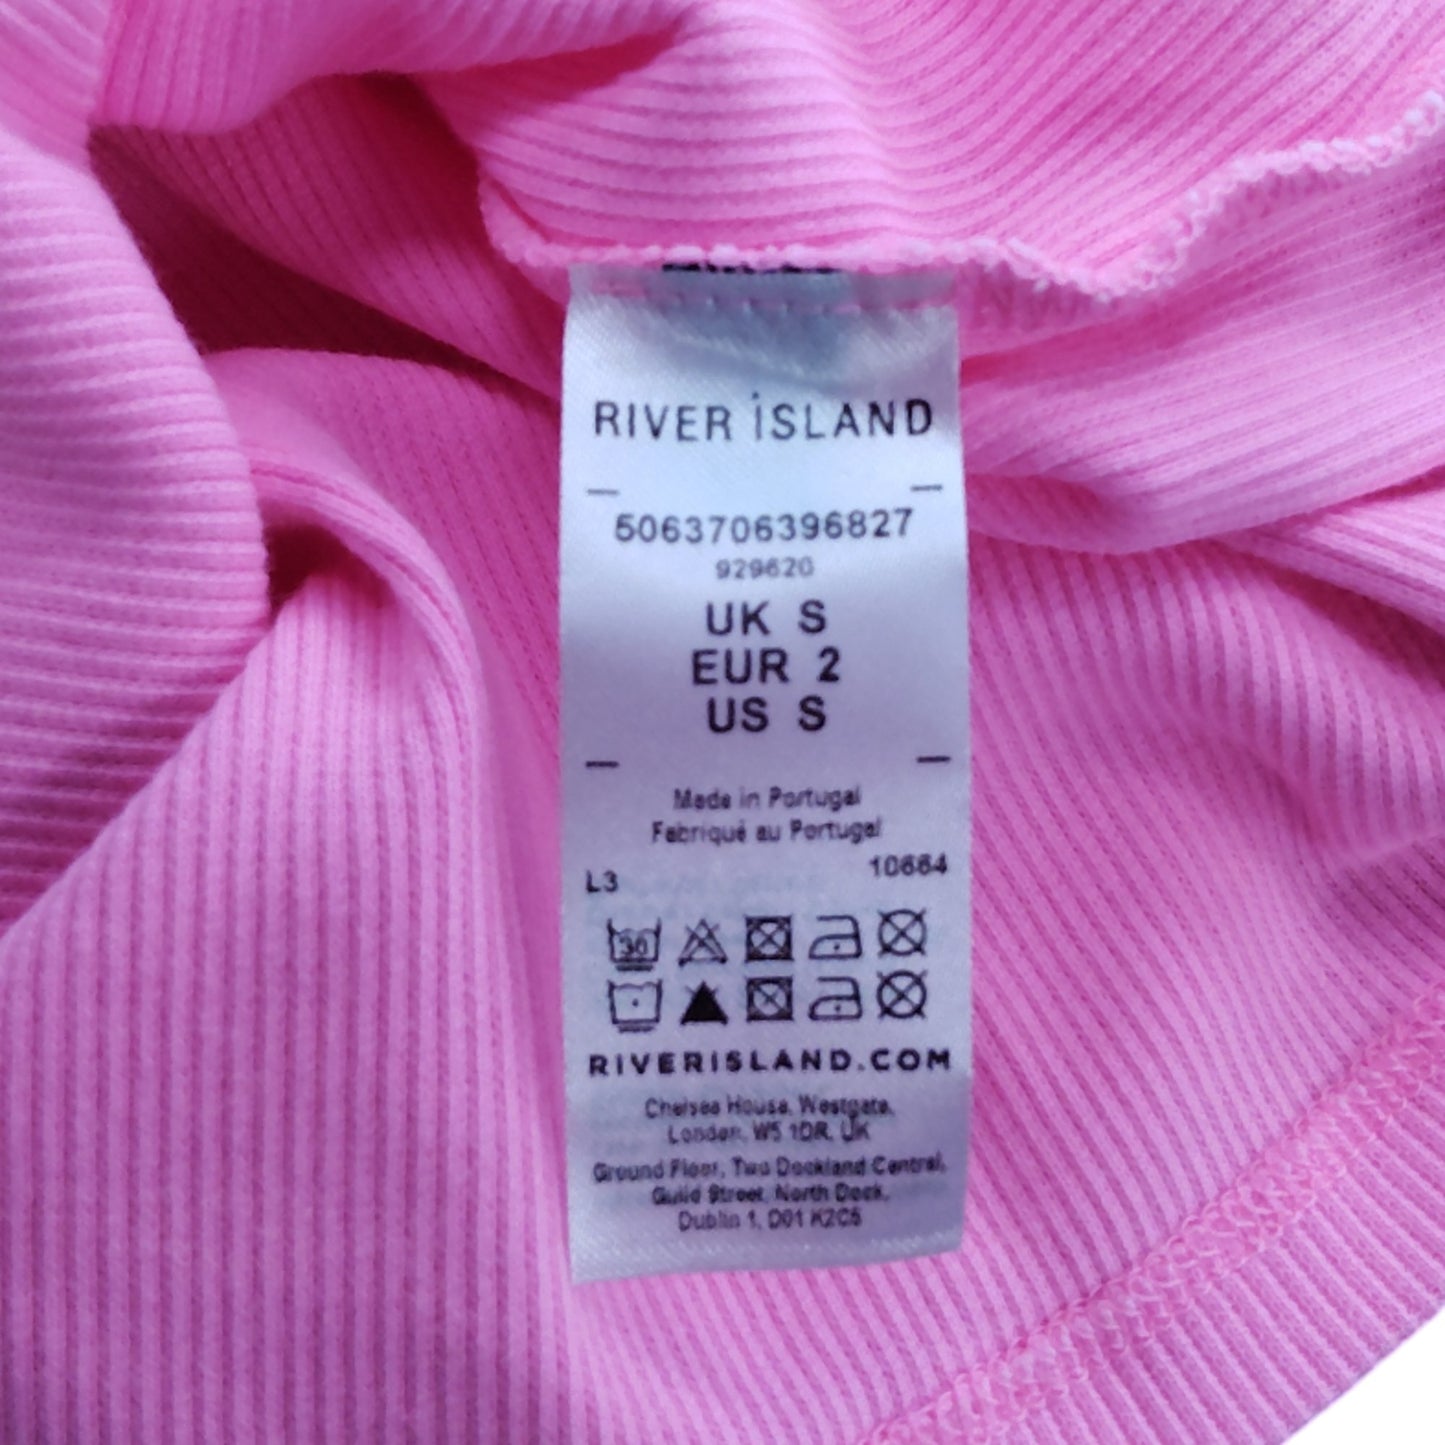 RIVER ISLAND
5063706396827
929620
UK S
EUR 2
US S
Made in Portugal
Fabriqué au Portugal
L3 10664
30
RIVERISLAND.COM
Chelsea House, Westgate,
London, W5 1DR, UK
Ground Floor, Two Dockland Central,
Guild Street, North Dock,
Dublin 1, D01 K2C5